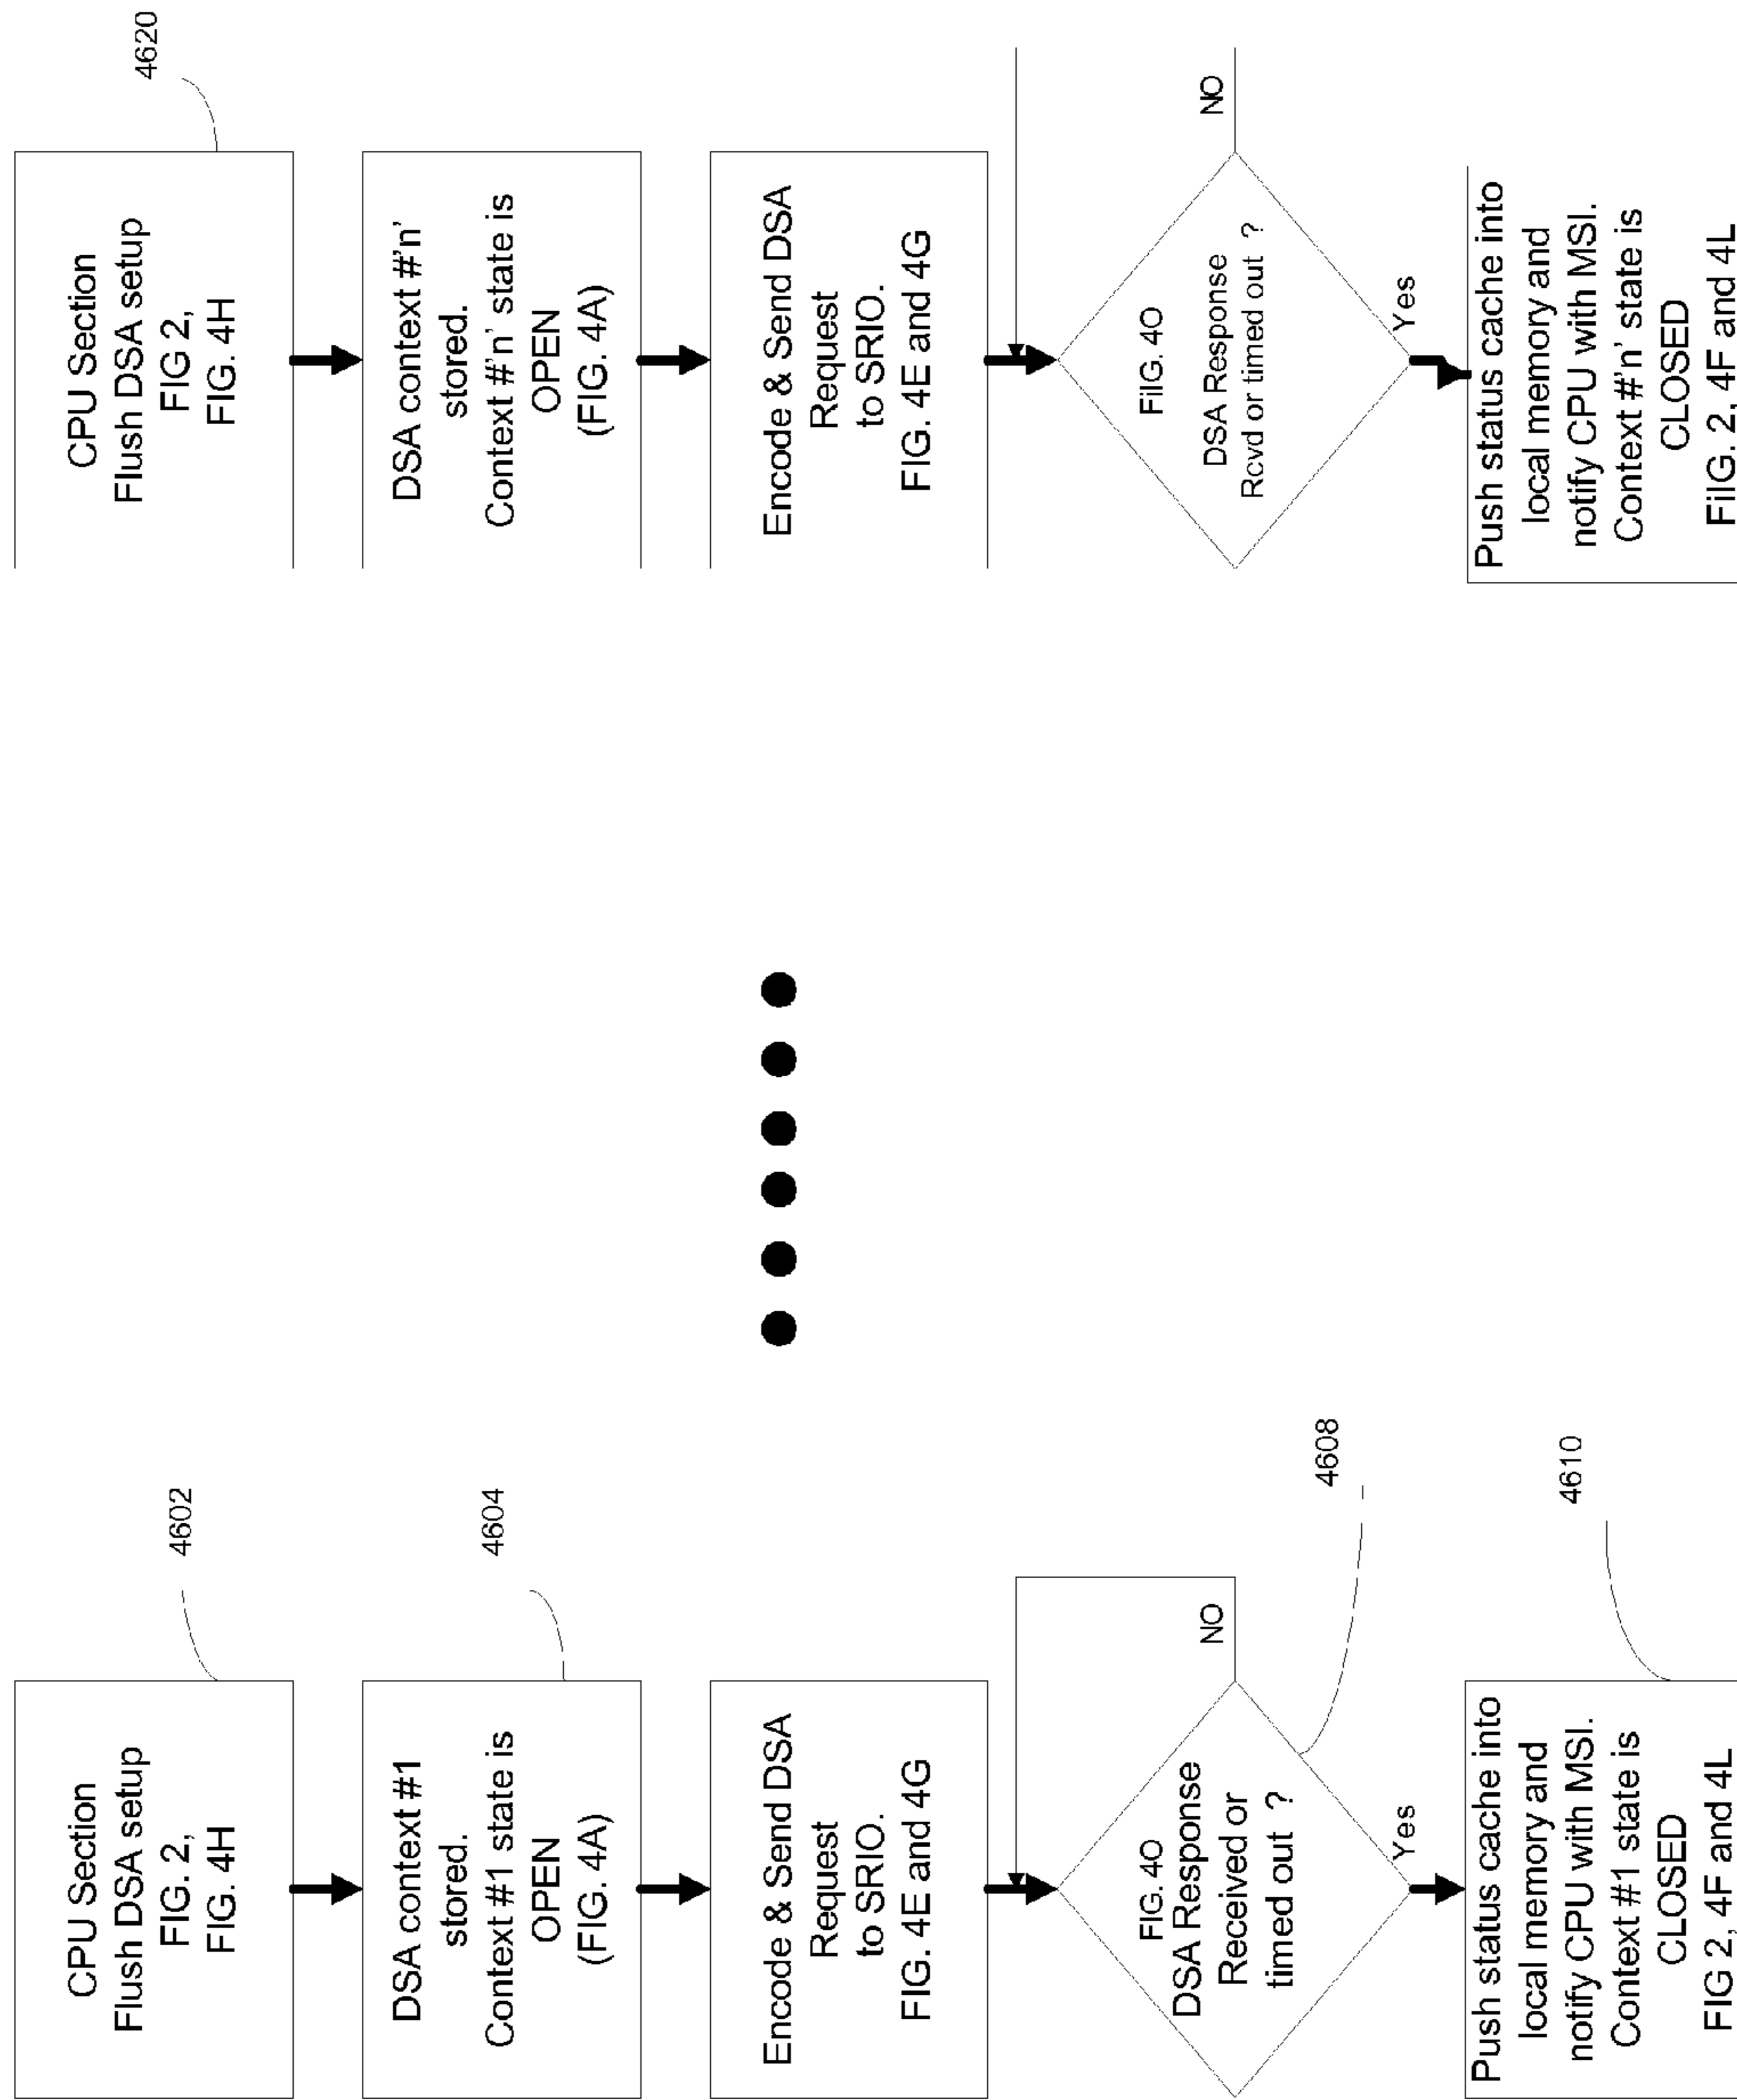 CPU Section
Flush DSA setup
FIG. 2,
FIG. 4H
4602
DSA context #1
stored.
Context #1 state is
OPEN
(FIG. 4A)
4604
Encode & Send DSA
Request
to SRIO.
FIG. 4E and 4G
FIG. 4O
DSA Response
Received or
timed out ?
NO
4608
Yes
Push status cache into
local memory and
notify CPU with MSI.
Context #1 state is
CLOSED
FIG 2, 4F and 4L
4610
CPU Section
Flush DSA setup
FIG 2,
FIG. 4H
4620
DSA context #'n'
stored.
Context #'n' state is
OPEN
(FIG. 4A)
Encode & Send DSA
Request
to SRIO.
FIG. 4E and 4G
FiIG. 4O
DSA Response
Rcvd or timed out ?
NO
Yes
Push status cache into
local memory and
notify CPU with MSI.
Context #'n' state is
CLOSED
FiIG. 2, 4F and 4L